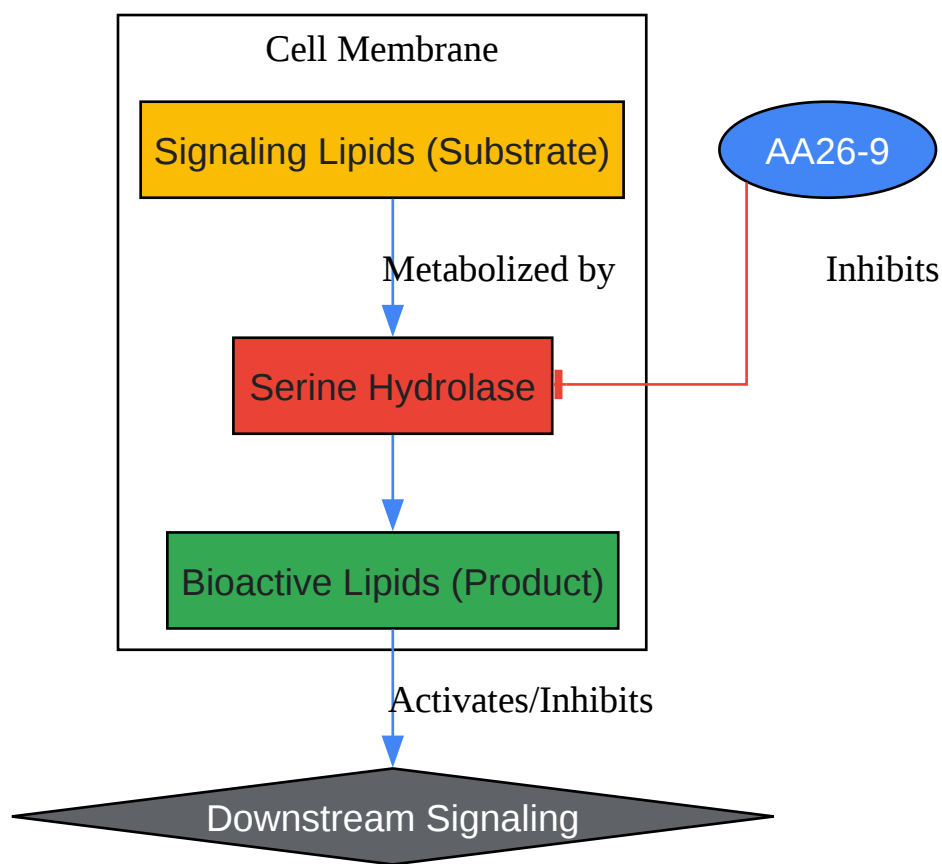 Cell Membrane
Signaling Lipids (Substrate)
AA26-9
Metabolized by
Inhibits
Serine Hydrolase
Bioactive Lipids (Product)
Activates/Inhibits
Downstream Signaling